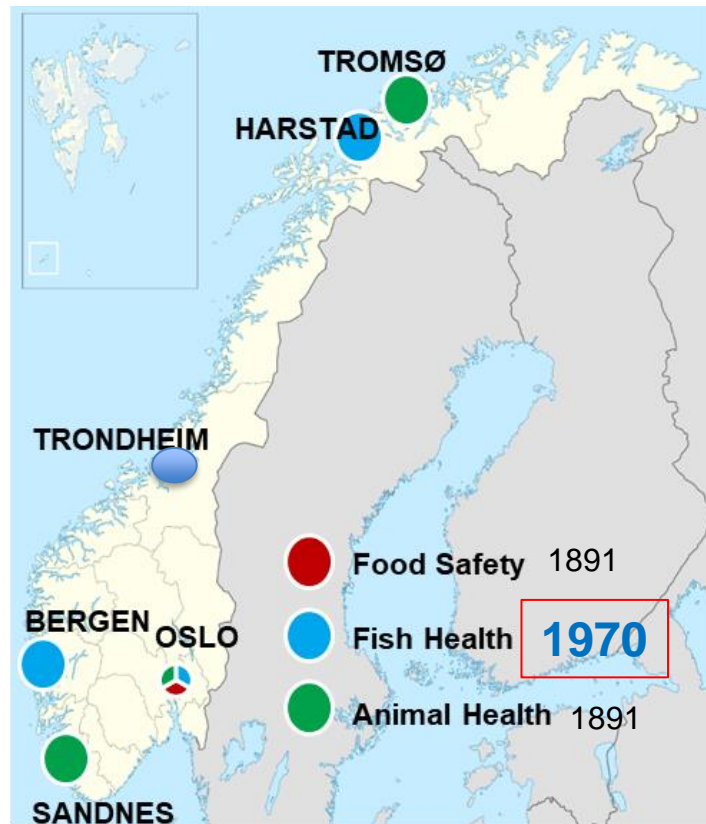 TROMSØ
HARSTAD
TRONDHEIM
BERGEN
OSLO
SANDNES
Food Safety 1891
Fish Health 1970
Animal Health 1891